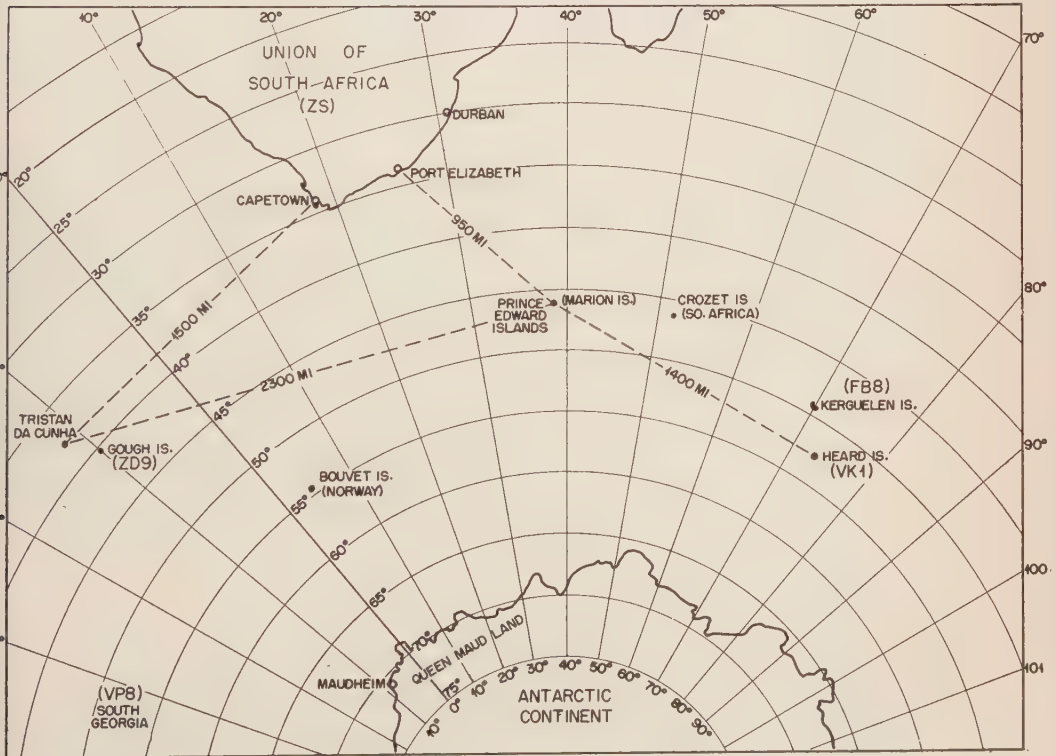 10°
20°
30°
40°
50°
60°
70°
UNION OF
SOUTH AFRICA
(ZS)
DURBAN
PORT ELIZABETH
CAPETOWN
20°
25°
30°
35°
40°
45°
50°
55°
60°
65°
70°
75°
950 MI
1500 MI
2300 MI
1400 MI
PRINCE
EDWARD
ISLANDS
(MARION IS.)
CROZET IS
(SO. AFRICA)
80°
(FB8)
KERGUELEN IS.
HEARD IS.
(VK1)
90°
TRISTAN
DA CUNHA
GOUGH IS.
(ZD9)
BOUVET IS.
(NORWAY)
100°
QUEEN MAUD LAND
MAUDHEIM
10°
0°
10°
20°
30°
40°
50°
60°
70°
80°
90°
ANTARCTIC
CONTINENT
(VP8)
SOUTH
GEORGIA
104